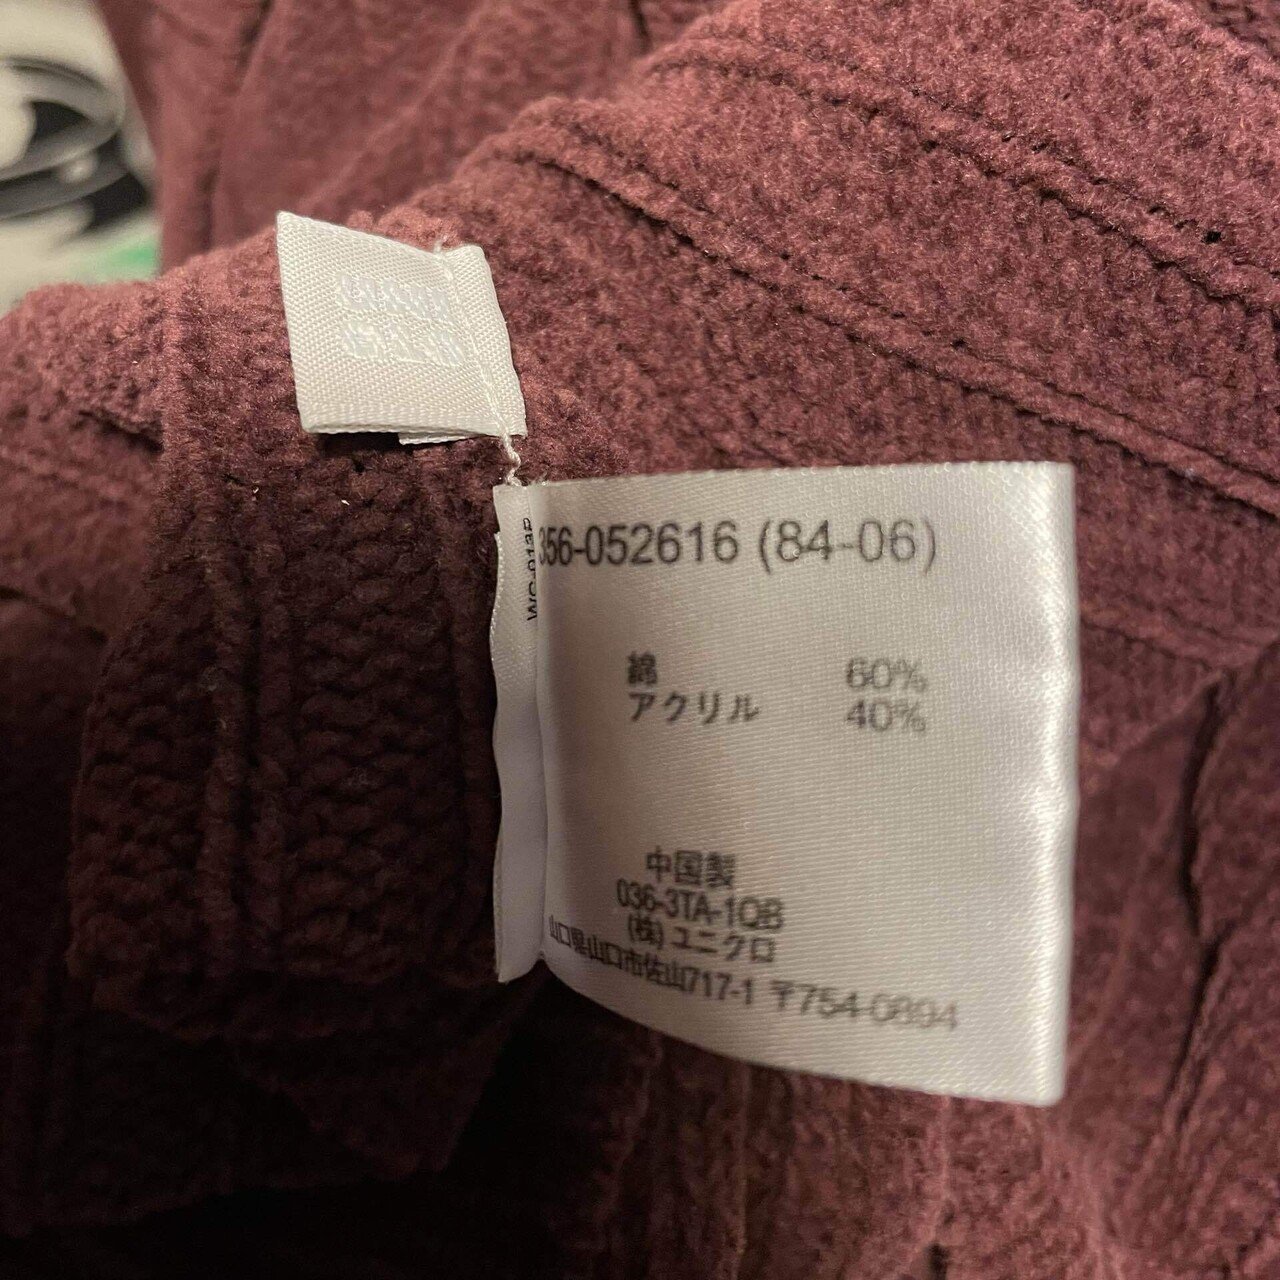 356-052616 (84-06)
綿 60%
アクリル 40%
中国製
036-3TA-1QB
(株)ユニクロ
山口県山口市佐山717-1 〒754-0894